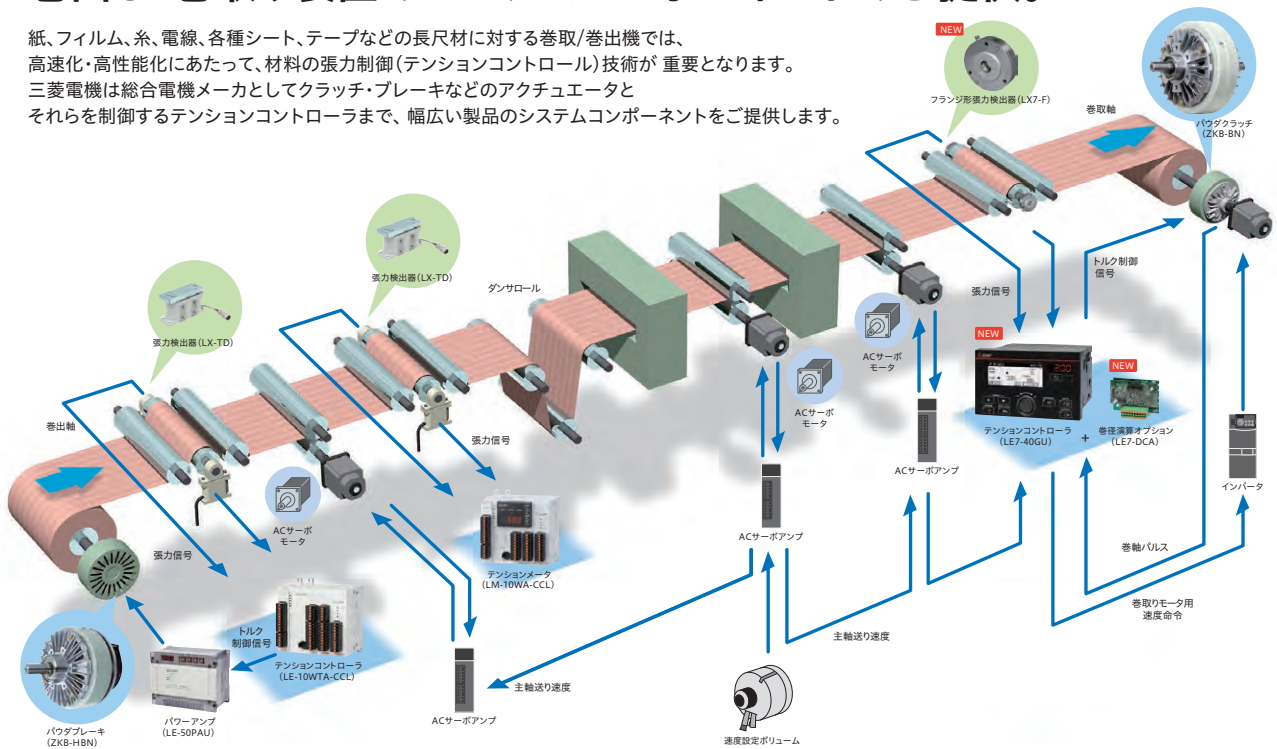 紙、フィルム、糸、電線、各種シート、テープなどの長尺材に対する巻取/巻出機では、
高速化・高性能化にあたって、材料の張力制御(テンションコントロール)技術が 重要となります。
三菱電機は総合電機メーカとしてクラッチ・ブレーキなどのアクチュエータと
それらを制御するテンションコントローラまで、幅広い製品のシステムコンポーネントをご提供します。
NEW
フランジ形張力検出器(LX7-F)
巻取軸
パウダクラッチ
(ZKB-BN)
張力検出器(LX-TD)
ダンサロール
張力検出器(LX-TD)
トルク制御
信号
張力信号
NEW
ACサーボ
モータ
ACサーボ
モータ
NEW
テンションコントローラ
(LE7-40GU)
+
巻径演算オプション
(LE7-DCA)
巻出軸
張力信号
ACサーボアンプ
インバータ
ACサーボ
モータ
張力信号
テンションメータ
(LM-10WA-CCL)
ACサーボアンプ
巻軸パルス
巻取りモータ用
速度命令
トルク
制御信号
テンションコントローラ
(LE-10WTA-CCL)
主軸送り速度
主軸送り速度
パウダブレーキ
(ZKB-HBN)
パワーアンプ
(LE-50PAU)
ACサーボアンプ
速度設定ボリューム